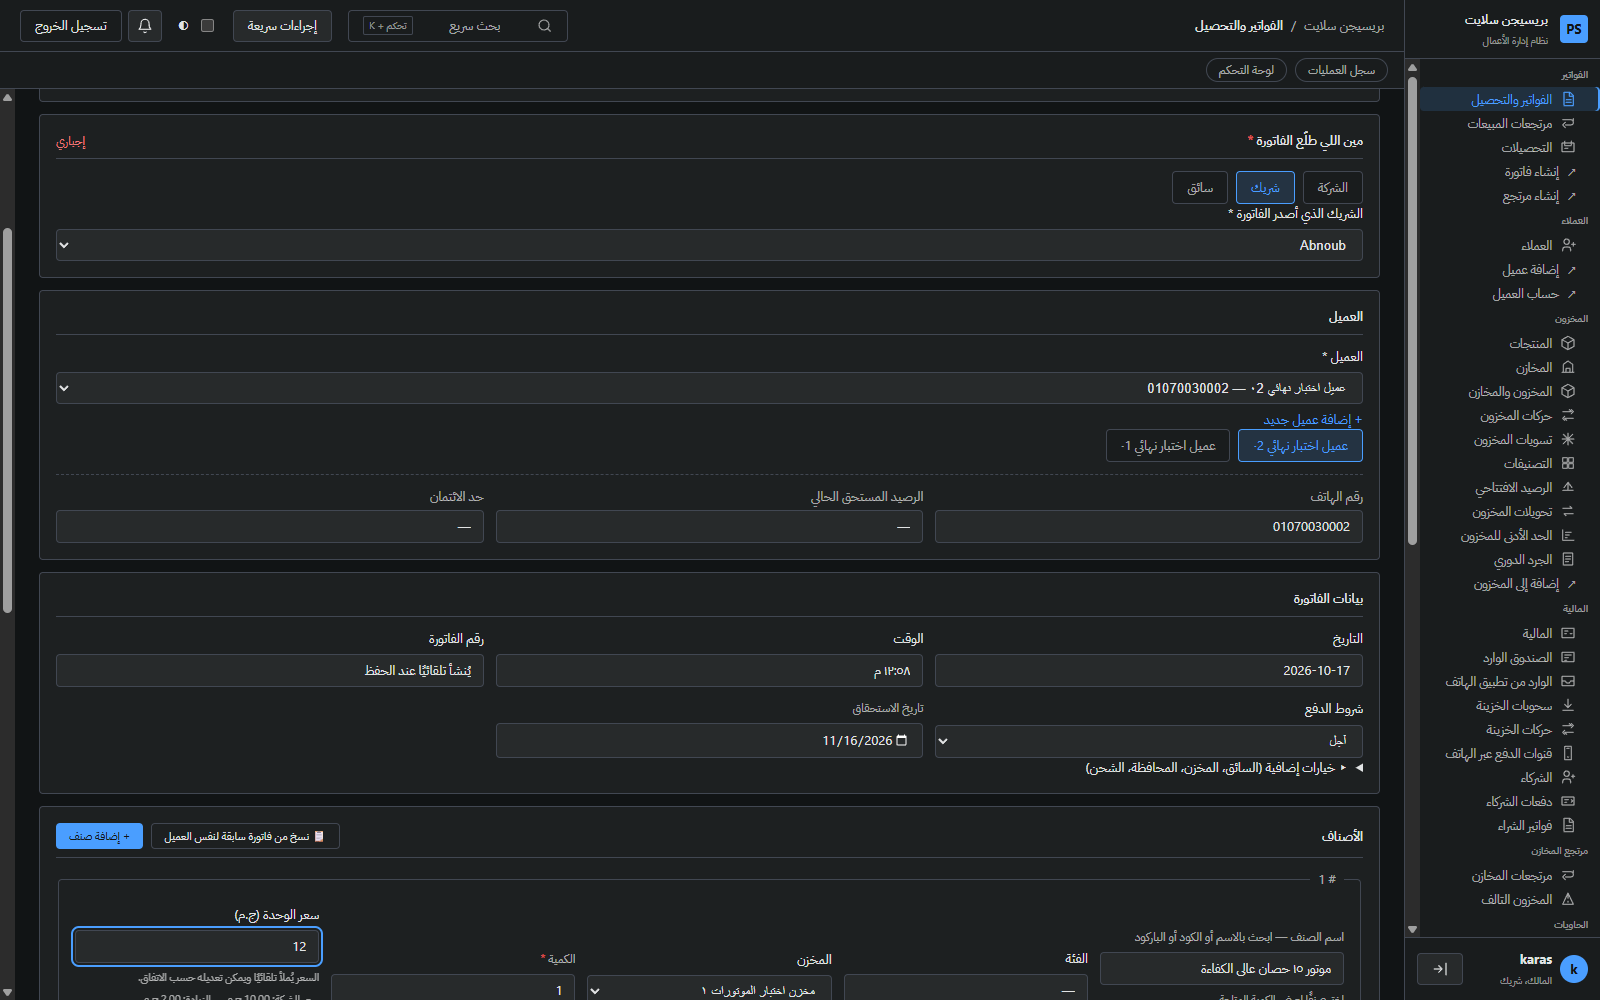 PS
بريسيجن سلايت
نظام إدارة الأعمال
بريسيجن سلايت / الفواتير والتحصيل
بحث سريع
تحكم + K
إجراءات سريعة
تسجيل الخروج
سجل العمليات
لوحة التحكم
الفواتير
الفواتير والتحصيل
مرتجعات المبيعات
التحصيلات
إنشاء فاتورة
إنشاء مرتجع
العملاء
العملاء
إضافة عميل
حساب العميل
المخزون
المنتجات
المخازن
المخزون والمخازن
حركات المخزون
تسويات المخزون
التصنيفات
الرصيد الافتتاحي
تحويلات المخزون
الحد الأدنى للمخزون
الجرد الدوري
إضافة إلى المخزون
المالية
المالية
الصندوق الوارد
الوارد من تطبيق الهاتف
سحوبات الخزينة
حركات الخزينة
قنوات الدفع عبر الهاتف
الشركاء
دفعات الشركاء
فواتير الشراء
مرتجع المخازن
مرتجعات المخازن
المخزون التالف
الحاويات
k
karas
المالك، شريك
مين اللي طلّع الفاتورة *
إجباري
الشركة
شريك
سائق
الشريك الذي أصدر الفاتورة *
Abnoub
العميل
العميل *
عميل اختبار نهائي ٠2 — 01070030002
+ إضافة عميل جديد
عميل اختبار نهائي 2-
عميل اختبار نهائي 1-
رقم الهاتف
الرصيد المستحق الحالي
حد الائتمان
01070030002
—
—
بيانات الفاتورة
التاريخ
الوقت
رقم الفاتورة
2026-10-17
١٢:٥٨ م
يُنشأ تلقائيًا عند الحفظ
شروط الدفع
تاريخ الاستحقاق
آجل
11/16/2026
خيارات إضافية (السائق، المخزن، المحافظة، الشحن)
الأصناف
نسخ من فاتورة سابقة لنفس العميل
+ إضافة صنف
# 1
اسم الصنف — ابحث بالاسم أو الكود أو الباركود
الفئة
المخزن
الكمية *
سعر الوحدة (ج.م)
موتور ١٥ حصان عالى الكفاءة
—
مخزن اختبار الموتورات ١
1
12
السعر يُملأ تلقائيًا ويمكن تعديله حسب الاتفاق.